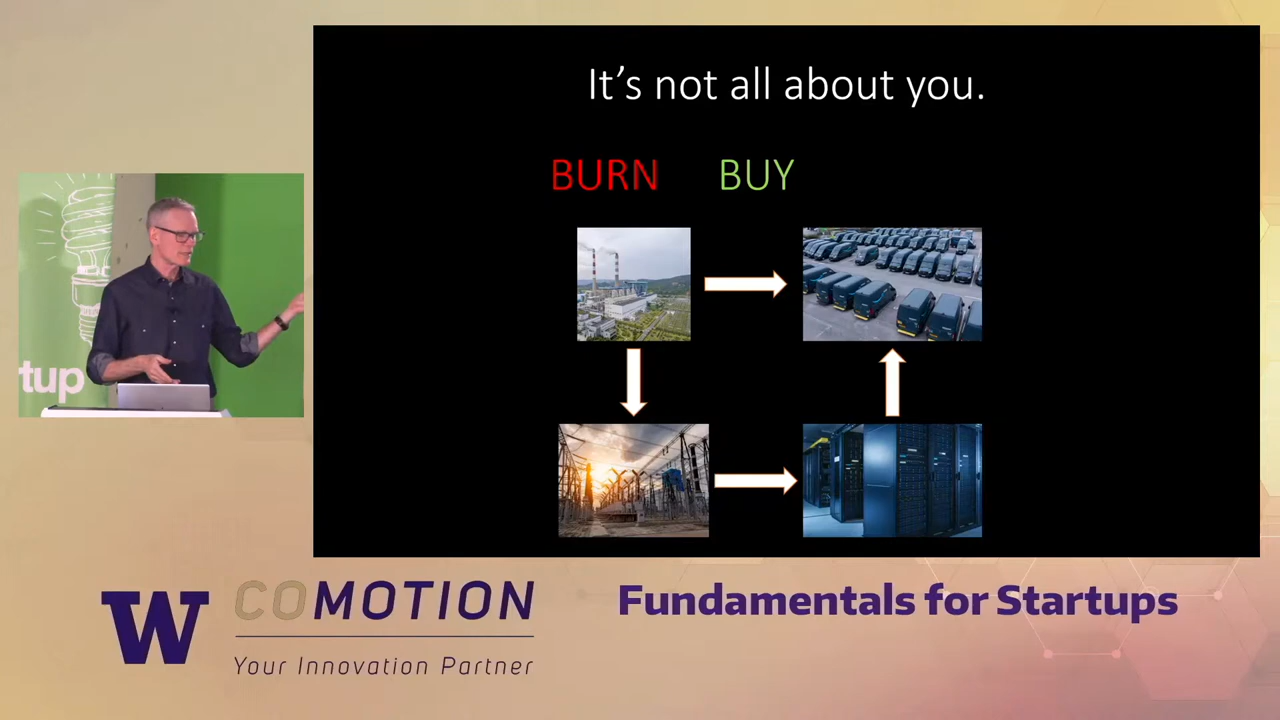 It's not all about you.
BURN BUY
tup
W
COMOTION
Your Innovation Partner
Fundamentals for Startups